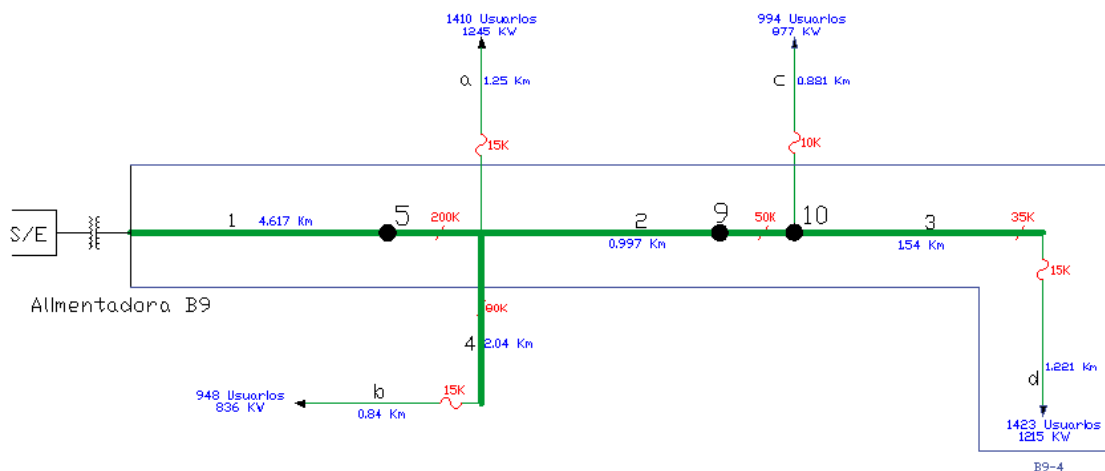 1410 Usuarios
1245 KW
994 Usuarios
877 KW
a
1.25 Km
c
0.881 Km
15K
10K
S/E
1
4.617 Km
5
200K
2
0.997 Km
9
50K
10
3
1.54 Km
35K
15K
Alimentadora B9
80K
4
2.04 Km
948 Usuarios
836 KW
b
15K
0.84 Km
1.221 Km
d
1423 Usuarios
1215 KW
B9-4